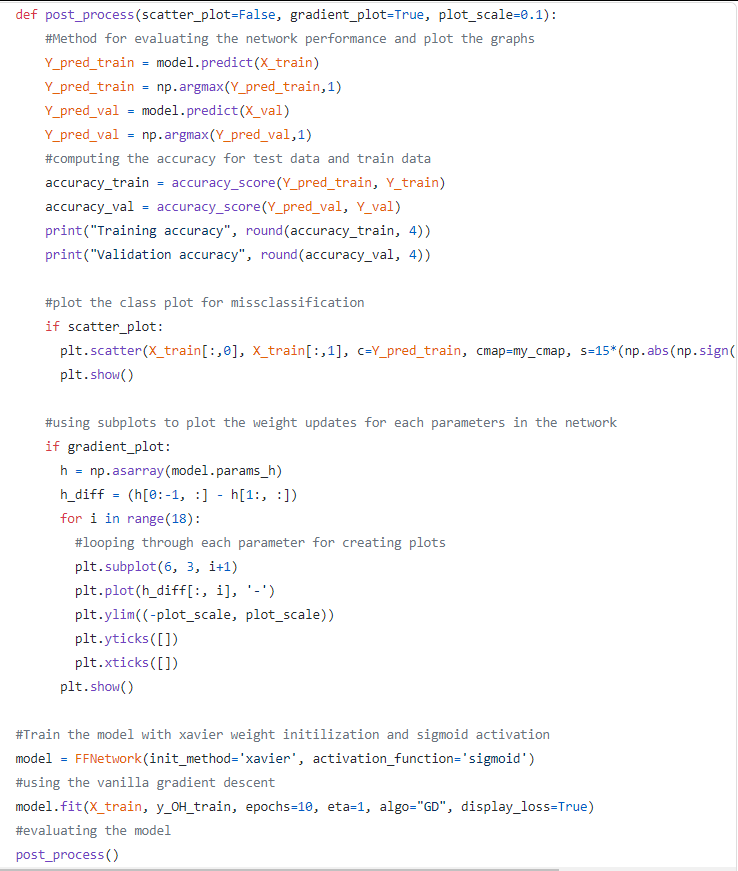 def post_process(scatter_plot=False, gradient_plot=True, plot_scale=0.1):
    #Method for evaluating the network performance and plot the graphs
    Y_pred_train = model.predict(X_train)
    Y_pred_train = np.argmax(Y_pred_train,1)
    Y_pred_val = model.predict(X_val)
    Y_pred_val = np.argmax(Y_pred_val,1)
    #computing the accuracy for test data and train data
    accuracy_train = accuracy_score(Y_pred_train, Y_train)
    accuracy_val = accuracy_score(Y_pred_val, Y_val)
    print("Training accuracy", round(accuracy_train, 4))
    print("Validation accuracy", round(accuracy_val, 4))

    #plot the class plot for missclassification
    if scatter_plot:
      plt.scatter(X_train[:,0], X_train[:,1], c=Y_pred_train, cmap=my_cmap, s=15*(np.abs(np.sign(
      plt.show()

    #using subplots to plot the weight updates for each parameters in the network
    if gradient_plot:
      h = np.asarray(model.params_h)
      h_diff = (h[0:-1, :] - h[1:, :])
      for i in range(18):
        #looping through each parameter for creating plots
        plt.subplot(6, 3, i+1)
        plt.plot(h_diff[:, i], '-')
        plt.ylim((-plot_scale, plot_scale))
        plt.yticks([])
        plt.xticks([])
      plt.show()

#Train the model with xavier weight initilization and sigmoid activation
model = FFNetwork(init_method='xavier', activation_function='sigmoid')
#using the vanilla gradient descent
model.fit(X_train, y_OH_train, epochs=10, eta=1, algo="GD", display_loss=True)
#evaluating the model
post_process()